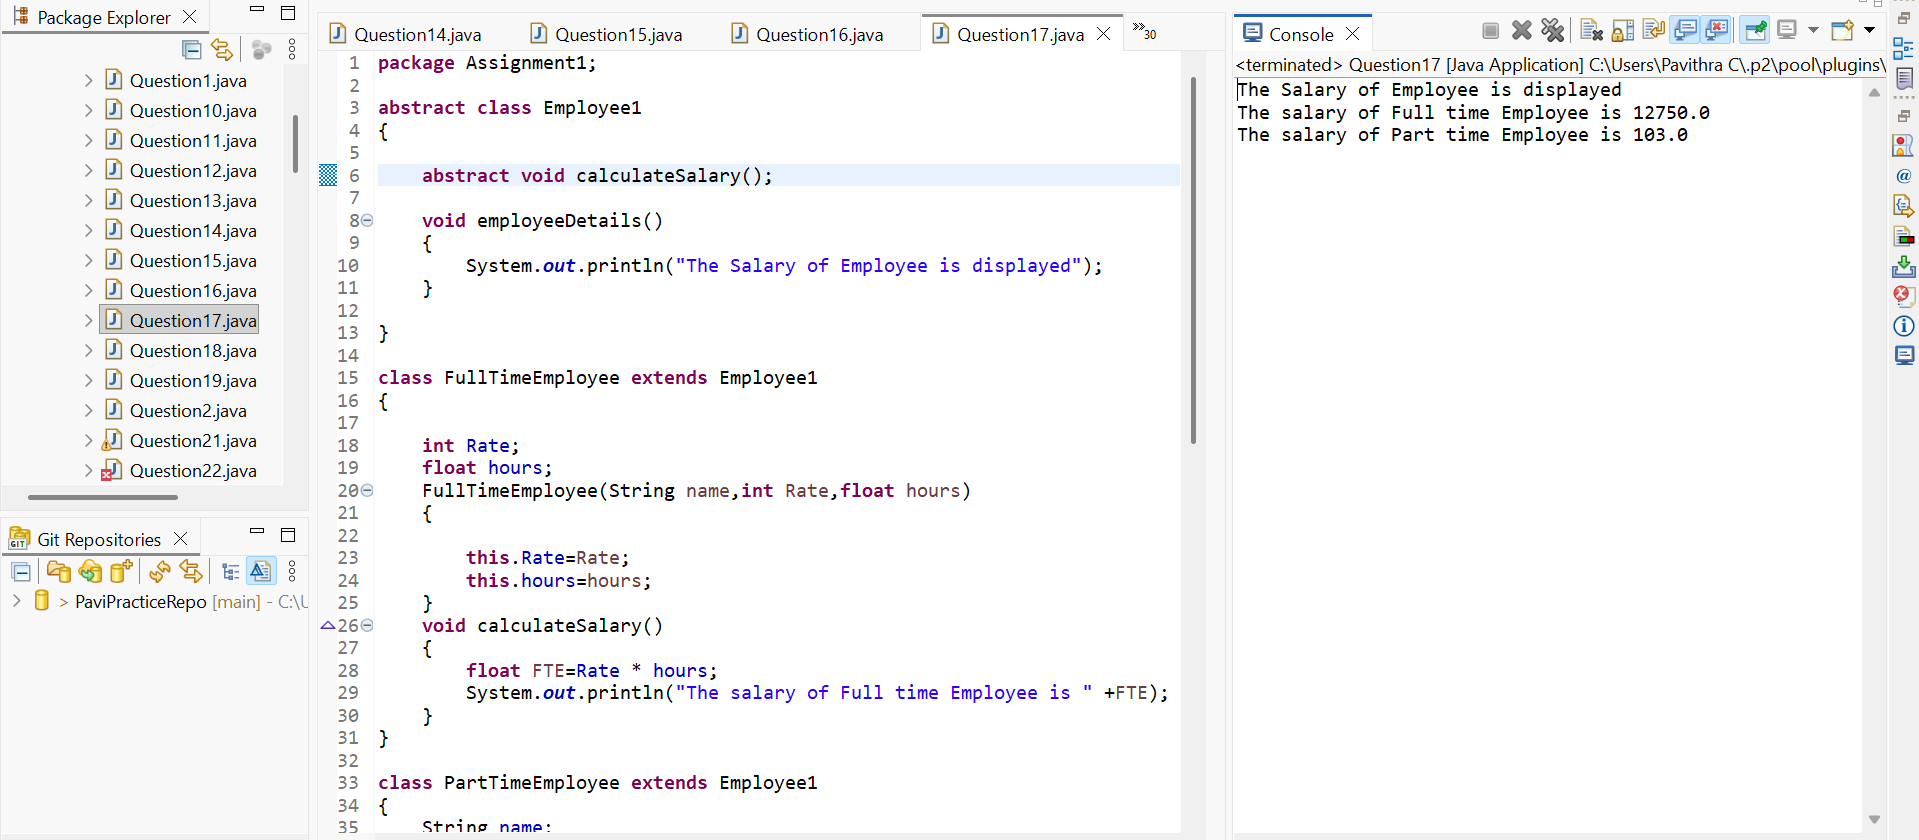 Package Explorer
Question1.java
Question10.java
Question11.java
Question12.java
Question13.java
Question14.java
Question15.java
Question16.java
Question17.java
Question18.java
Question19.java
Question2.java
Question21.java
Question22.java
Git Repositories
> PaviPracticeRepo [main] - C:\U
Question14.java Question15.java Question16.java Question17.java »30
1 package Assignment1;
2
3 abstract class Employee1
4 {
5
6     abstract void calculateSalary();
7
8     void employeeDetails()
9     {
10         System.out.println("The Salary of Employee is displayed");
11     }
12
13 }
14
15 class FullTimeEmployee extends Employee1
16 {
17
18     int Rate;
19     float hours;
20     FullTimeEmployee(String name,int Rate,float hours)
21     {
22
23         this.Rate=Rate;
24         this.hours=hours;
25     }
26     void calculateSalary()
27     {
28         float FTE=Rate * hours;
29         System.out.println("The salary of Full time Employee is " +FTE);
30     }
31 }
32
33 class PartTimeEmployee extends Employee1
34 {
35     String name;
Console
<terminated> Question17 [Java Application] C:\Users\Pavithra C\.p2\pool\plugins\
The Salary of Employee is displayed
The salary of Full time Employee is 12750.0
The salary of Part time Employee is 103.0